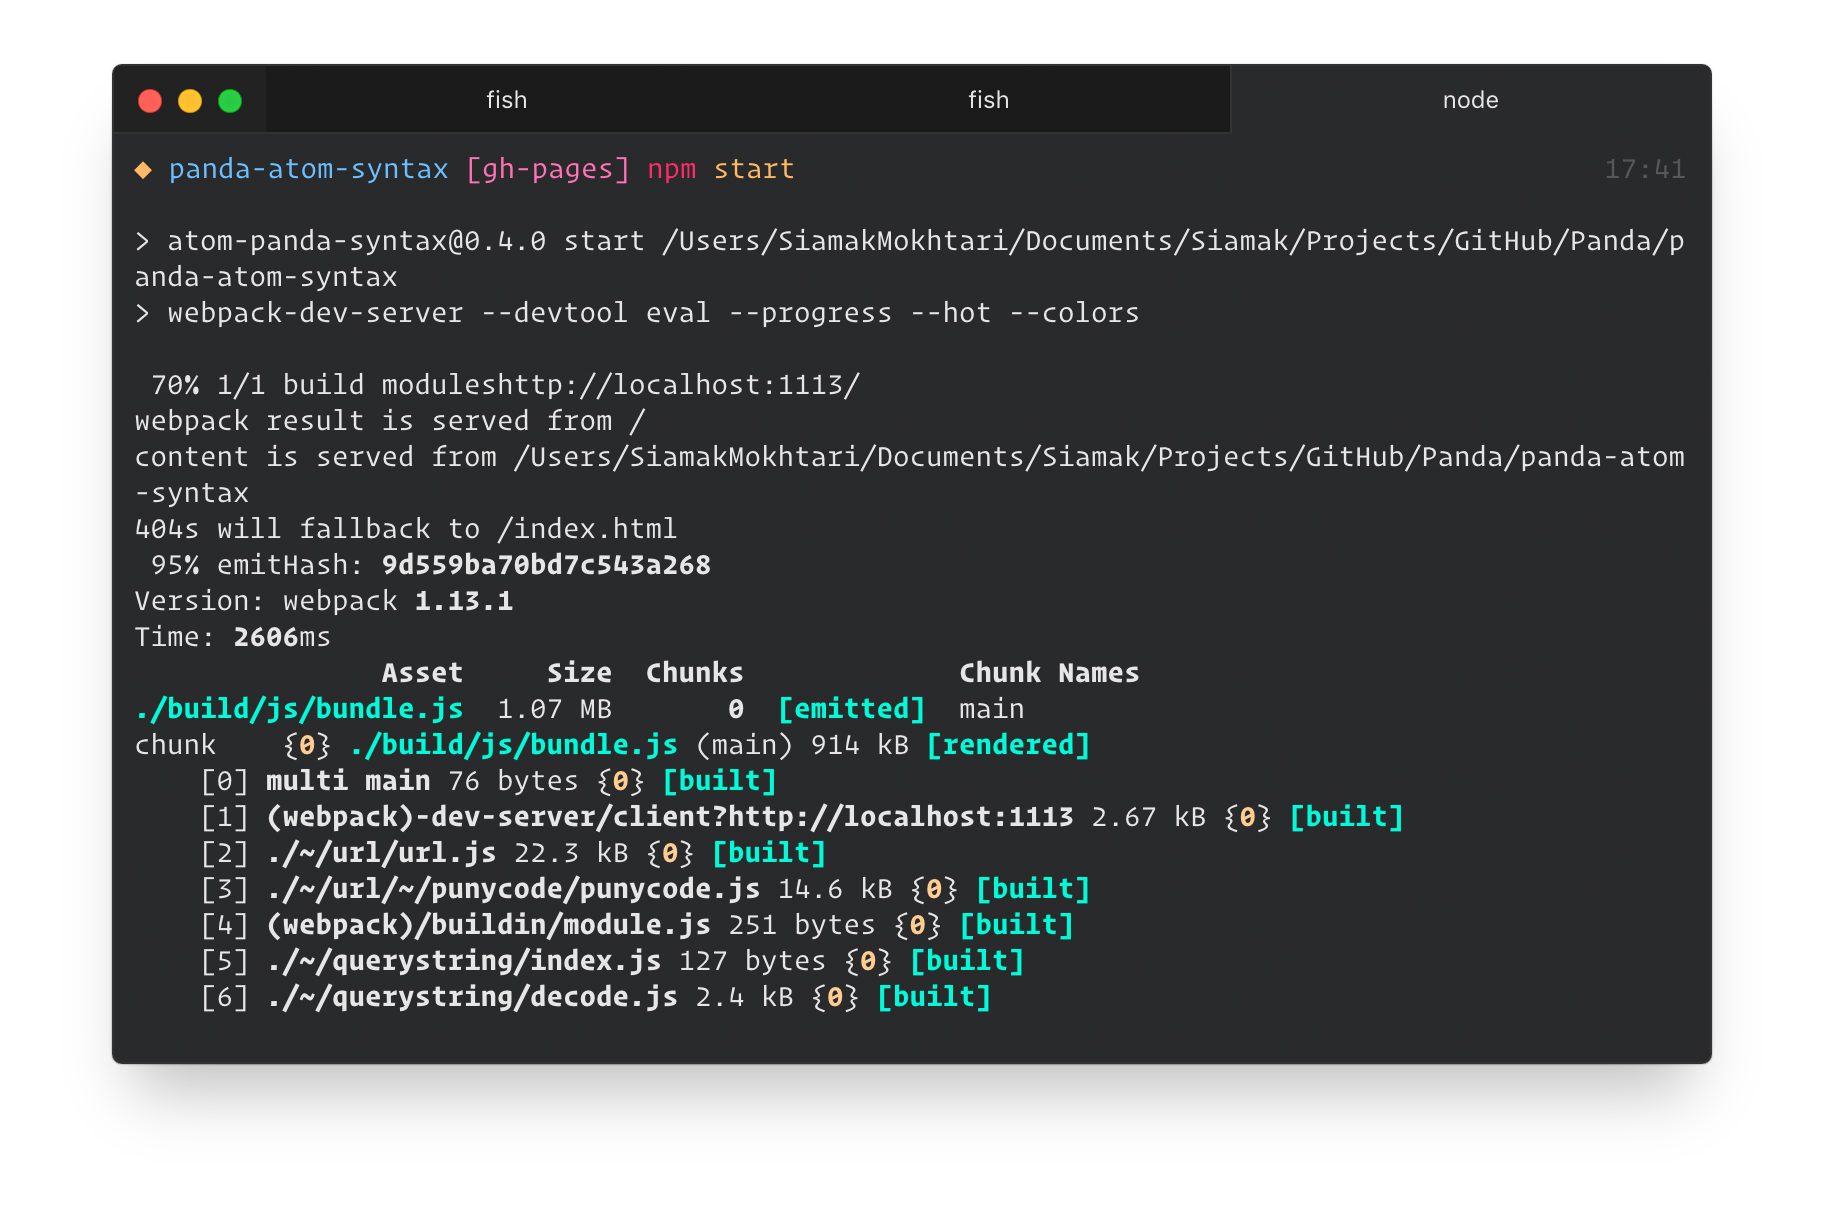 fish fish node
◆ panda-atom-syntax [gh-pages] npm start 17:41
> atom-panda-syntax@0.4.0 start /Users/SiamakMokhtari/Documents/Siamak/Projects/GitHub/Panda/p
anda-atom-syntax
> webpack-dev-server --devtool eval --progress --hot --colors
70% 1/1 build moduleshttp://localhost:1113/
webpack result is served from /
content is served from /Users/SiamakMokhtari/Documents/Siamak/Projects/GitHub/Panda/panda-atom
-syntax
404s will fallback to /index.html
95% emitHash: 9d559ba70bd7c543a268
Version: webpack 1.13.1
Time: 2606ms
Asset Size Chunks Chunk Names
./build/js/bundle.js 1.07 MB 0 [emitted] main
chunk {0} ./build/js/bundle.js (main) 914 kB [rendered]
[0] multi main 76 bytes {0} [built]
[1] (webpack)-dev-server/client?http://localhost:1113 2.67 kB {0} [built]
[2] ./~/url/url.js 22.3 kB {0} [built]
[3] ./~/url/~/punycode/punycode.js 14.6 kB {0} [built]
[4] (webpack)/buildin/module.js 251 bytes {0} [built]
[5] ./~/querystring/index.js 127 bytes {0} [built]
[6] ./~/querystring/decode.js 2.4 kB {0} [built]